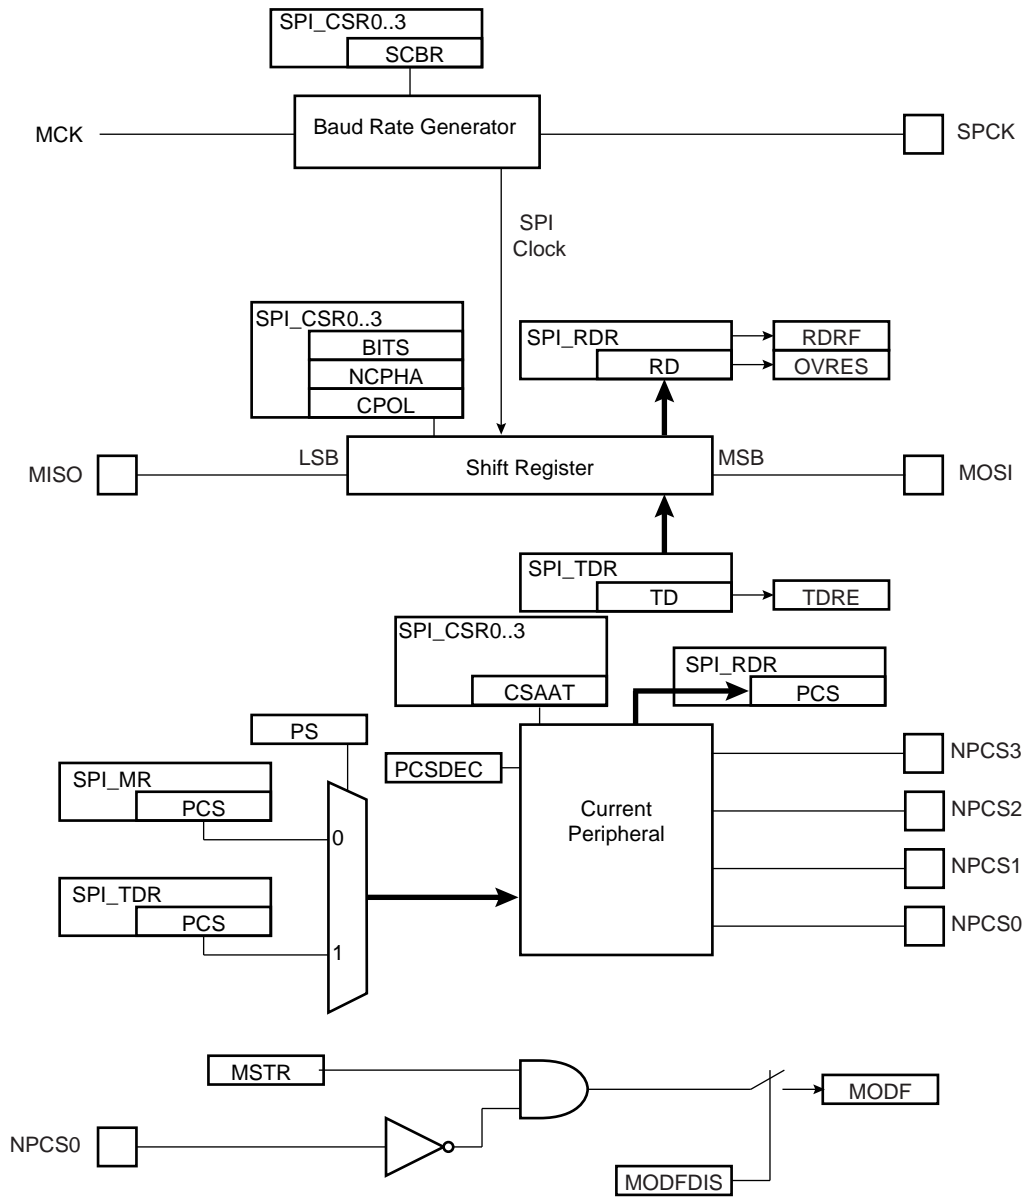 SPI_CSR0..3
SCBR
MCK
Baud Rate Generator
SPCK
SPI
Clock
SPI_CSR0..3
BITS
NCPHA
CPOL
SPI_RDR
RD
RDRF
OVRES
MISO
LSB
Shift Register
MSB
MOSI
SPI_TDR
TD
TDRE
SPI_CSR0..3
CSAAT
SPI_RDR
PCS
PS
PCSDEC
SPI_MR
PCS
0
Current
Peripheral
NPCS3
NPCS2
NPCS1
NPCS0
SPI_TDR
PCS
1
MSTR
MODF
NPCS0
MODFDIS